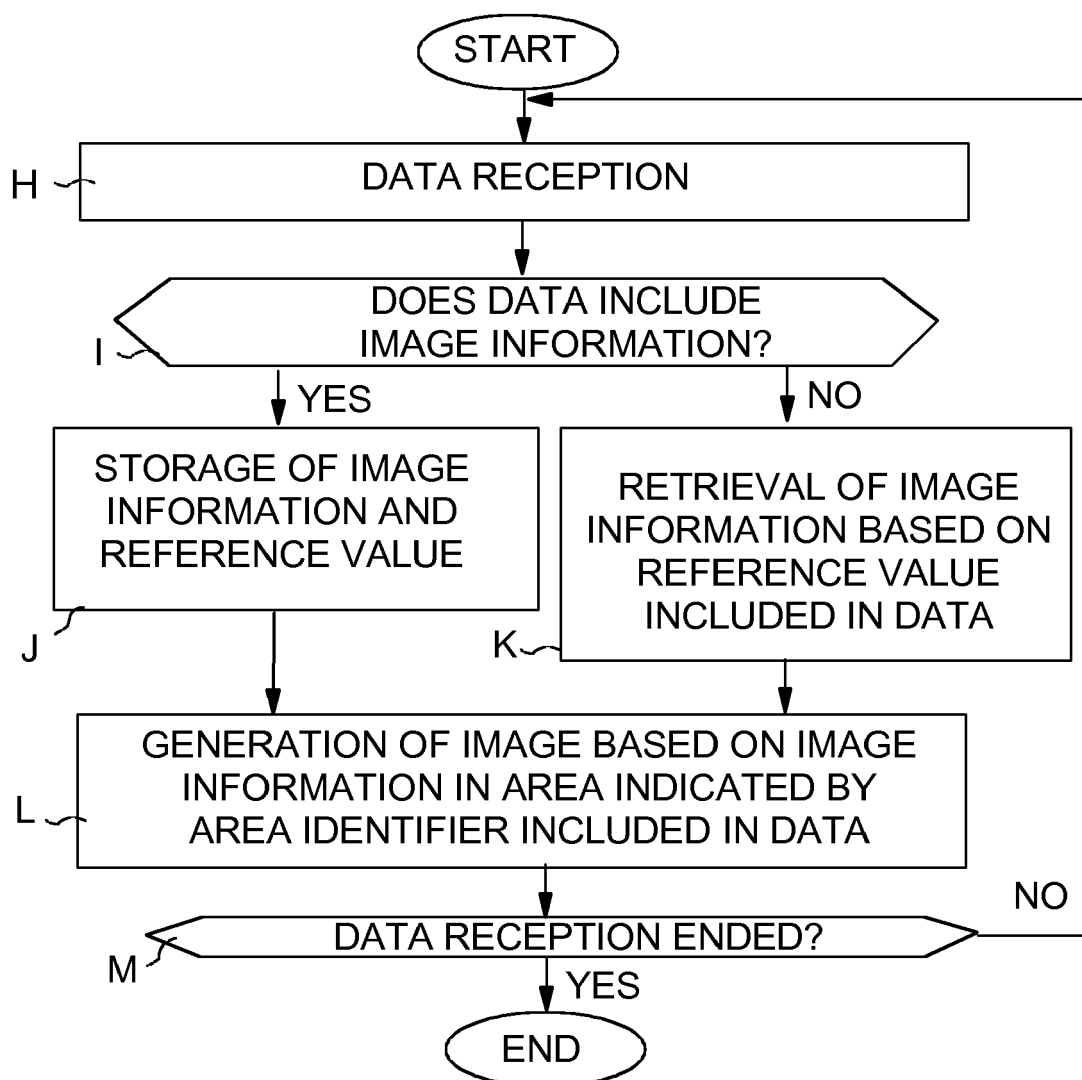 START
H
DATA RECEPTION
DOES DATA INCLUDE
IMAGE INFORMATION?
I
YES
NO
STORAGE OF IMAGE
INFORMATION AND
REFERENCE VALUE
J
RETRIEVAL OF IMAGE
INFORMATION BASED ON
REFERENCE VALUE
INCLUDED IN DATA
K
GENERATION OF IMAGE BASED ON IMAGE
INFORMATION IN AREA INDICATED BY
AREA IDENTIFIER INCLUDED IN DATA
L
NO
DATA RECEPTION ENDED?
M
YES
END